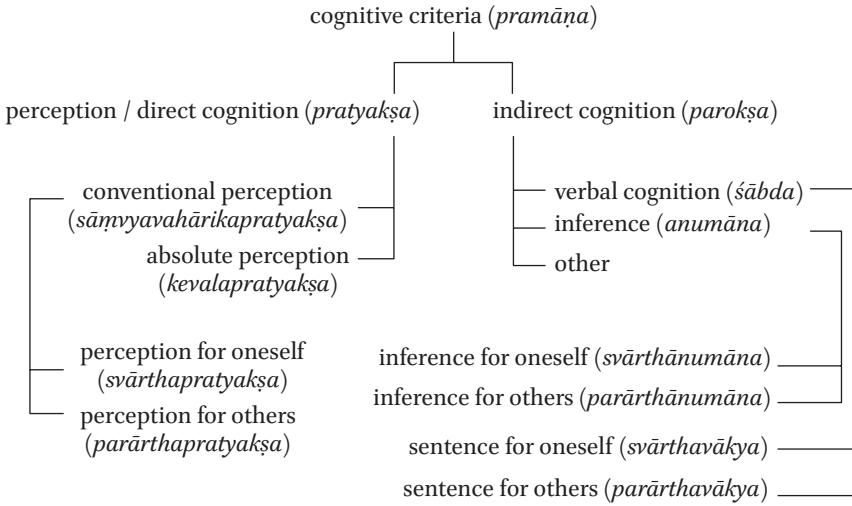 cognitive criteria (pramāṇa)
perception / direct cognition (pratyakṣa)
indirect cognition (parokṣa)
conventional perception
(sāṃvyavahārikapratyakṣa)
absolute perception
(kevalapratyakṣa)
verbal cognition (śābda)
inference (anumāna)
other
perception for oneself
(svārthapratyakṣa)
perception for others
(parārthapratyakṣa)
inference for oneself (svārthānumāna)
inference for others (parārthānumāna)
sentence for oneself (svārthavākya)
sentence for others (parārthavākya)